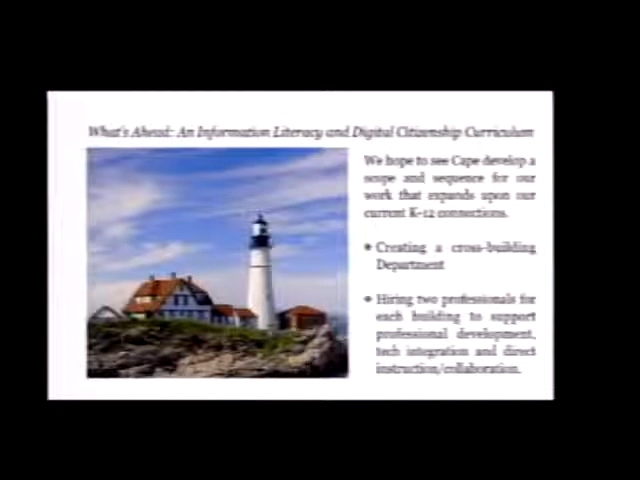 What's Ahead: An Information Literacy and Digital Citizenship Curriculum
We hope to see Cape develop a
scope and sequence for our
work that expands upon our
current K-12 connections.
• Creating a cross-building
Department
• Hiring two professionals for
each building to support
professional development,
tech integration and direct
instruction/collaboration.